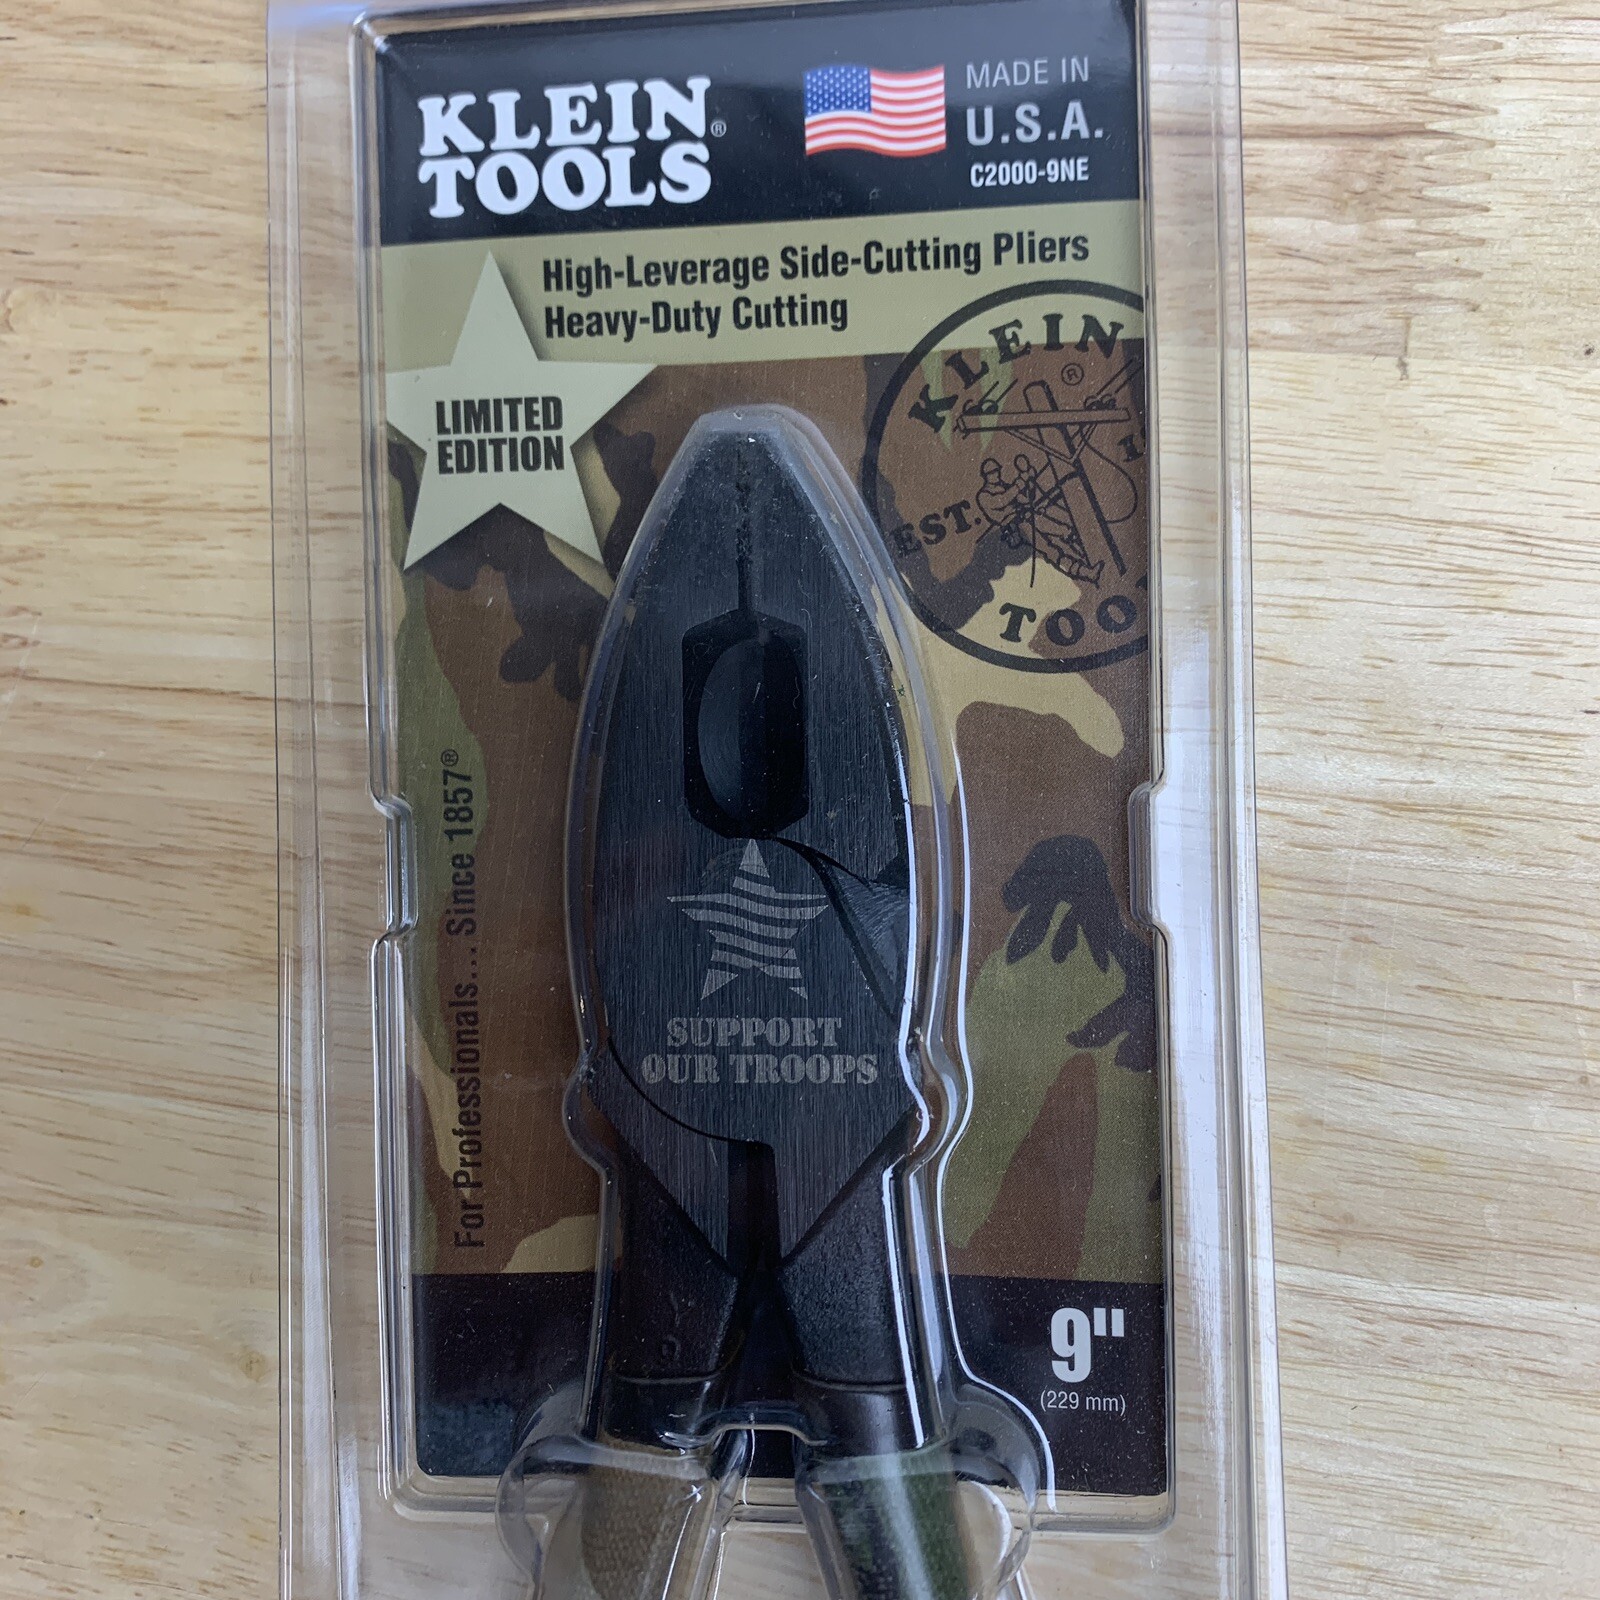 KLEIN
TOOLS®
MADE IN
U.S.A.
C2000-9NE
High-Leverage Side-Cutting Pliers
Heavy-Duty Cutting
LIMITED
EDITION
KLEIN
®
EST.
For Professionals... Since 1857®
SUPPORT
OUR TROOPS
9"
(229 mm)